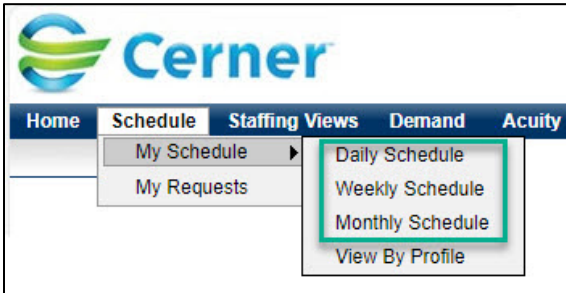 Cerner
Home Schedule Staffing Views Demand Acuity
My Schedule Daily Schedule
My Requests Weekly Schedule
Monthly Schedule
View By Profile